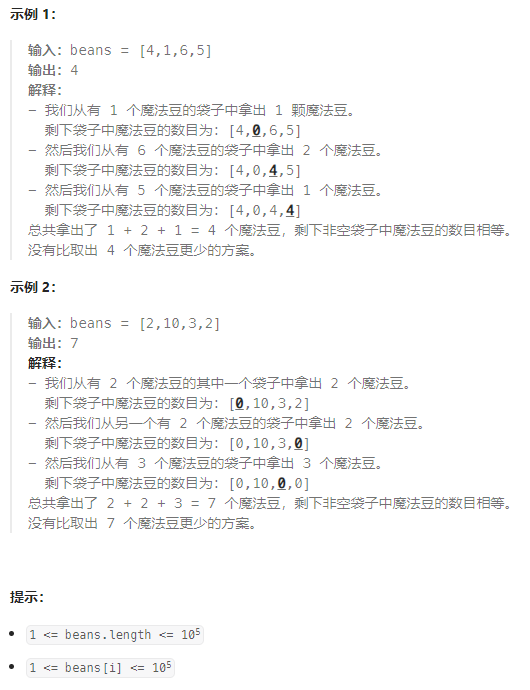 示例 1：
输入：beans = [4,1,6,5]
输出：4
解释：
- 我们从有 1 个魔法豆的袋子中拿出 1 颗魔法豆。
剩下袋子中魔法豆的数目为：[4,0,6,5]
- 然后我们从有 6 个魔法豆的袋子中拿出 2 个魔法豆。
剩下袋子中魔法豆的数目为：[4,0,4,5]
- 然后我们从有 5 个魔法豆的袋子中拿出 1 个魔法豆。
剩下袋子中魔法豆的数目为：[4,0,4,4]
总共拿出了 1 + 2 + 1 = 4 个魔法豆，剩下非空袋子中魔法豆的数目相等。
没有比取出 4 个魔法豆更少的方案。
示例 2：
输入：beans = [2,10,3,2]
输出：7
解释：
- 我们从有 2 个魔法豆的其中一个袋子中拿出 2 个魔法豆。
剩下袋子中魔法豆的数目为：[0,10,3,2]
- 然后我们从另一个有 2 个魔法豆的袋子中拿出 2 个魔法豆。
剩下袋子中魔法豆的数目为：[0,10,3,0]
- 然后我们从有 3 个魔法豆的袋子中拿出 3 个魔法豆。
剩下袋子中魔法豆的数目为：[0,10,0,0]
总共拿出了 2 + 2 + 3 = 7 个魔法豆，剩下非空袋子中魔法豆的数目相等。
没有比取出 7 个魔法豆更少的方案。
提示：
• 1 <= beans.length <= 10⁵
• 1 <= beans[i] <= 10⁵